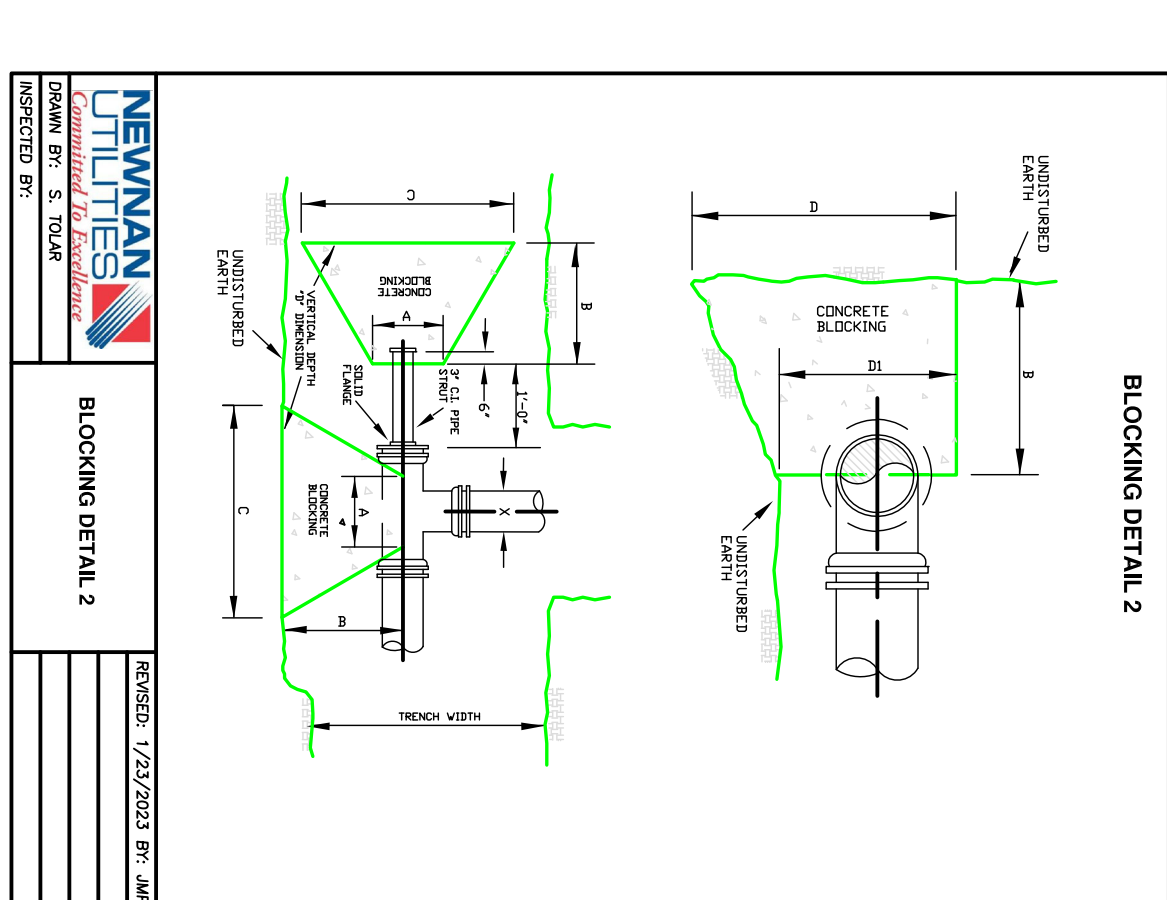 BLOCKING DETAIL 2
UNDISTURBED
EARTH
D
CONCRETE
BLOCKING
D1
B
UNDISTURBED
EARTH
C
CONCRETE
BLOCKING
A
B
6"
1'-0"
3" C.I. PIPE
STRUT
SOLID
FLANGE
VERTICAL DEPTH
"D" DIMENSION
UNDISTURBED
EARTH
X
CONCRETE
BLOCKING
A
C
B
TRENCH WIDTH
NEWNAN
UTILITIES
Committed To Excellence
DRAWN BY: S. TOLAR
INSPECTED BY:
BLOCKING DETAIL 2
REVISED: 1/23/2023 BY: